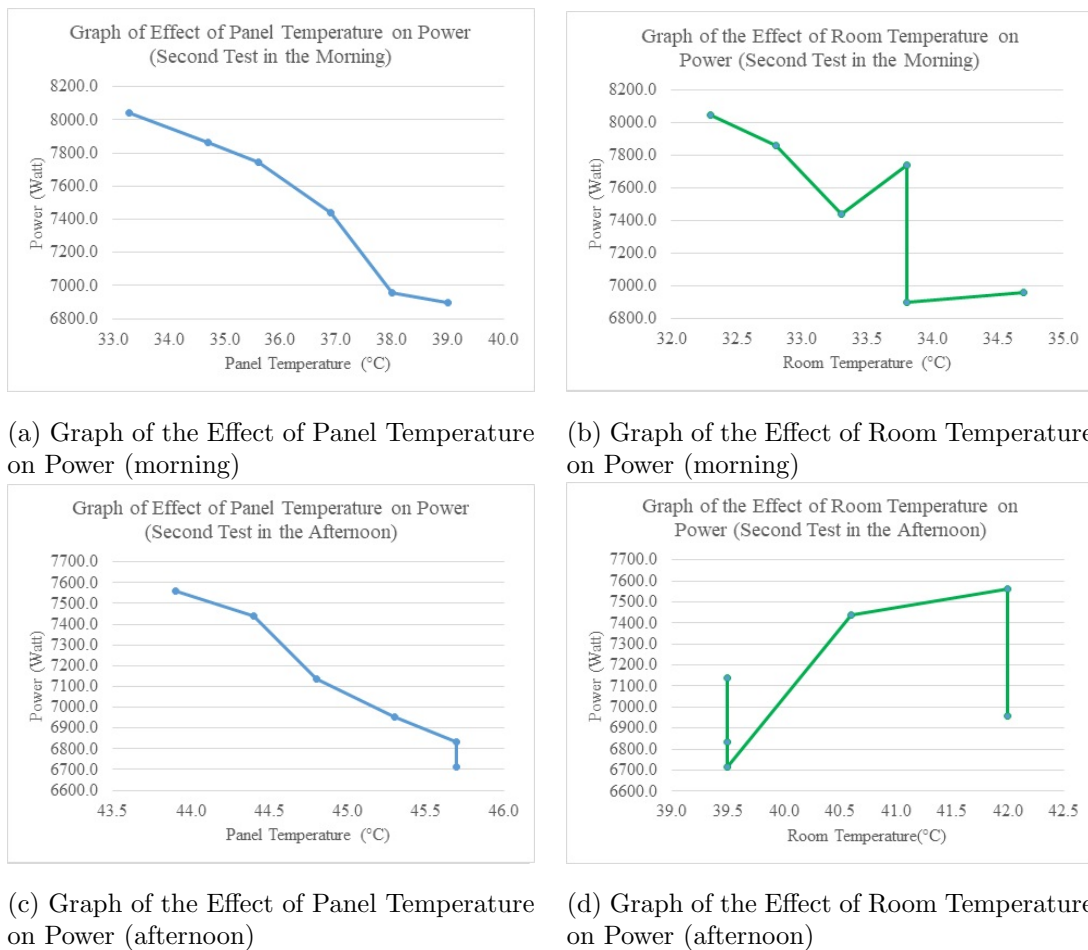 Graph of Effect of Panel Temperature on Power
(Second Test in the Morning)
8200.0
8000.0
7800.0
7600.0
7400.0
7200.0
7000.0
6800.0
Power (Watt)
33.0 34.0 35.0 36.0 37.0 38.0 39.0 40.0
Panel Temperature (°C)
Graph of the Effect of Room Temperature on
Power (Second Test in the Morning)
8200.0
8000.0
7800.0
7600.0
7400.0
7200.0
7000.0
6800.0
Power (Watt)
32.0 32.5 33.0 33.5 34.0 34.5 35.0
Room Temperature (°C)
(a) Graph of the Effect of Panel Temperature
on Power (morning)
(b) Graph of the Effect of Room Temperature
on Power (morning)
Graph of Effect of Panel Temperature on Power
(Second Test in the Afternoon)
7700.0
7600.0
7500.0
7400.0
7300.0
7200.0
7100.0
7000.0
6900.0
6800.0
6700.0
6600.0
Power (Watt)
43.5 44.0 44.5 45.0 45.5 46.0
Panel Temperature (°C)
Graph of the Effect of Room Temperature on
Power (Second Test in the Afternoon)
7700.0
7600.0
7500.0
7400.0
7300.0
7200.0
7100.0
7000.0
6900.0
6800.0
6700.0
6600.0
Power (Watt)
39.0 39.5 40.0 40.5 41.0 41.5 42.0 42.5
Room Temperature(°C)
(c) Graph of the Effect of Panel Temperature
on Power (afternoon)
(d) Graph of the Effect of Room Temperature
on Power (afternoon)